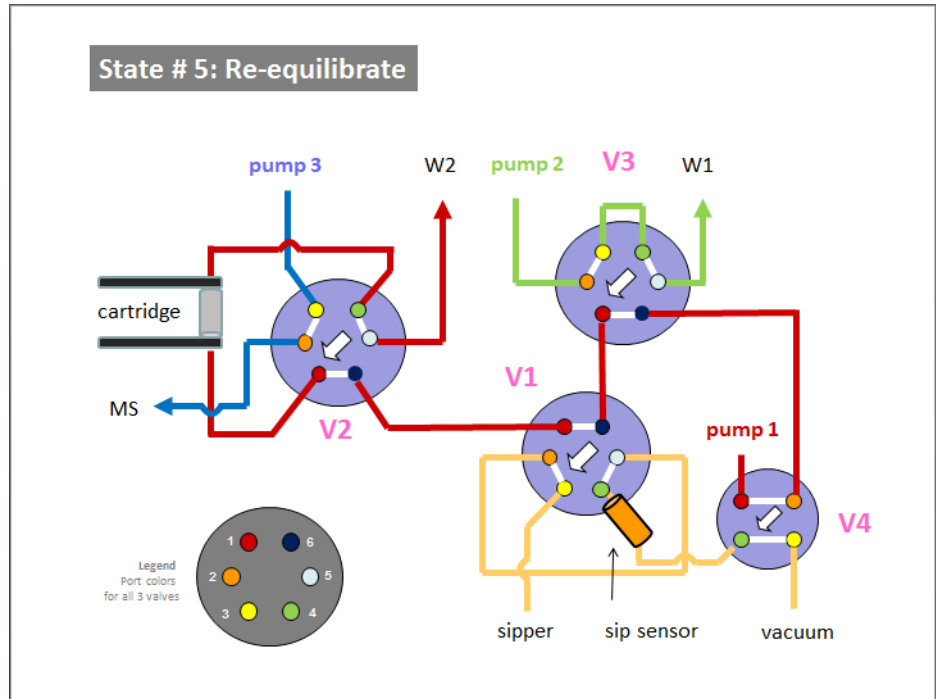 State # 5: Re-equilibrate
pump 3
W2
pump 2
V3
W1
cartridge
MS
V2
V1
pump 1
V4
1
6
2
5
3
4
Legend
Port colors
for all 3 valves
sipper
sip sensor
vacuum